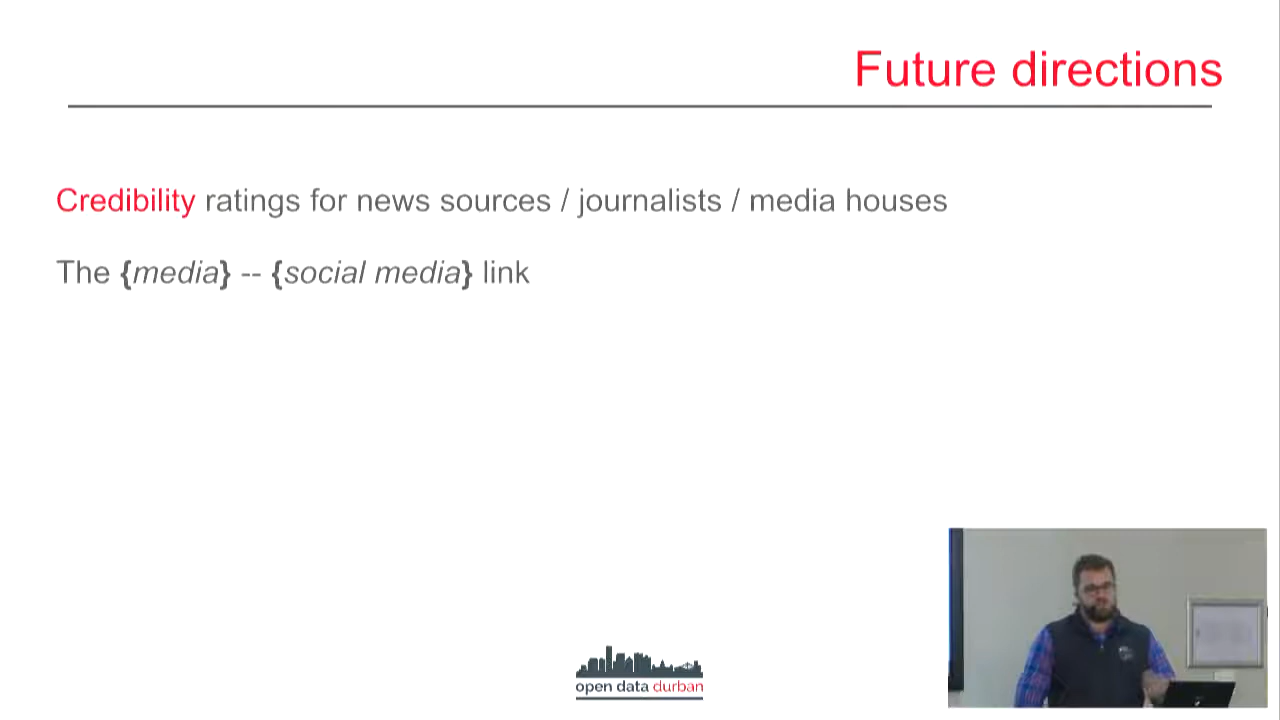 Future directions
Credibility ratings for news sources / journalists / media houses
The {media} -- {social media} link
open data durban